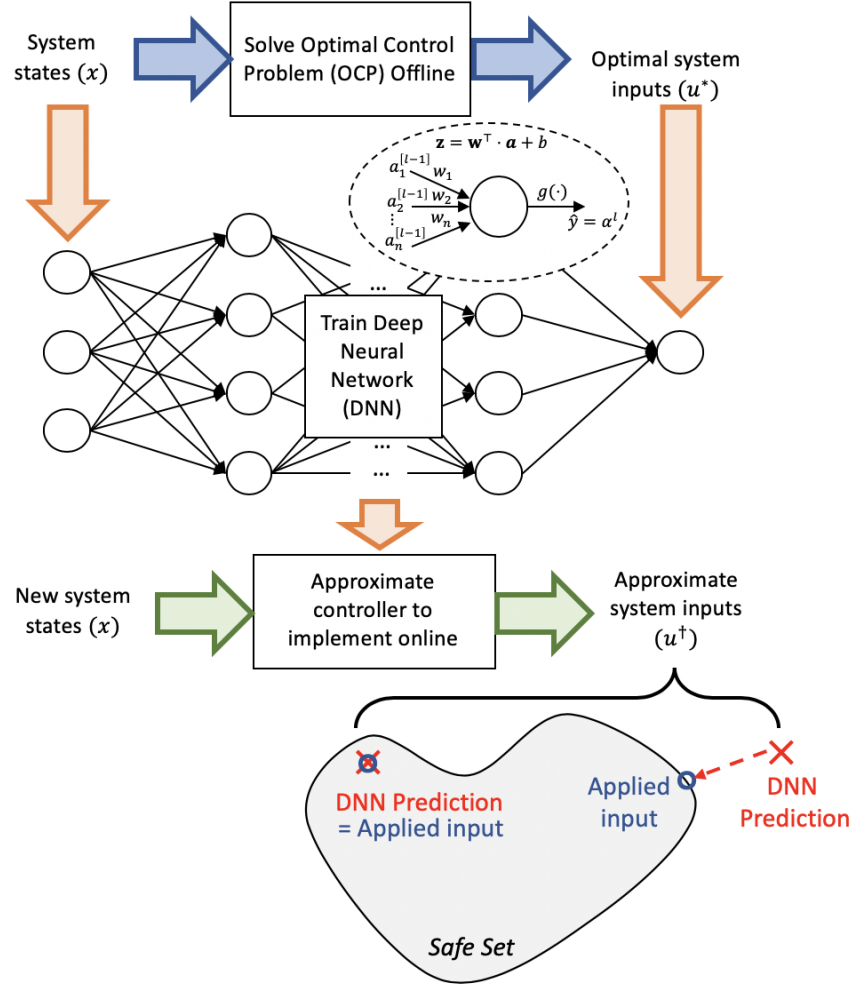 System
states (x)
Solve Optimal Control
Problem (OCP) Offline
Optimal system
inputs (u*)
z = w⊤ · a + b
a₁^[l−1] w₁
a₂^[l−1] w₂
⋮
aₙ^[l−1] wₙ
g(·)
ŷ = αˡ
...
Train Deep
Neural
Network
(DNN)
...
...
New system
states (x)
Approximate
controller to
implement online
Approximate
system inputs
(u†)
DNN Prediction
= Applied input
Applied
input
DNN
Prediction
Safe Set